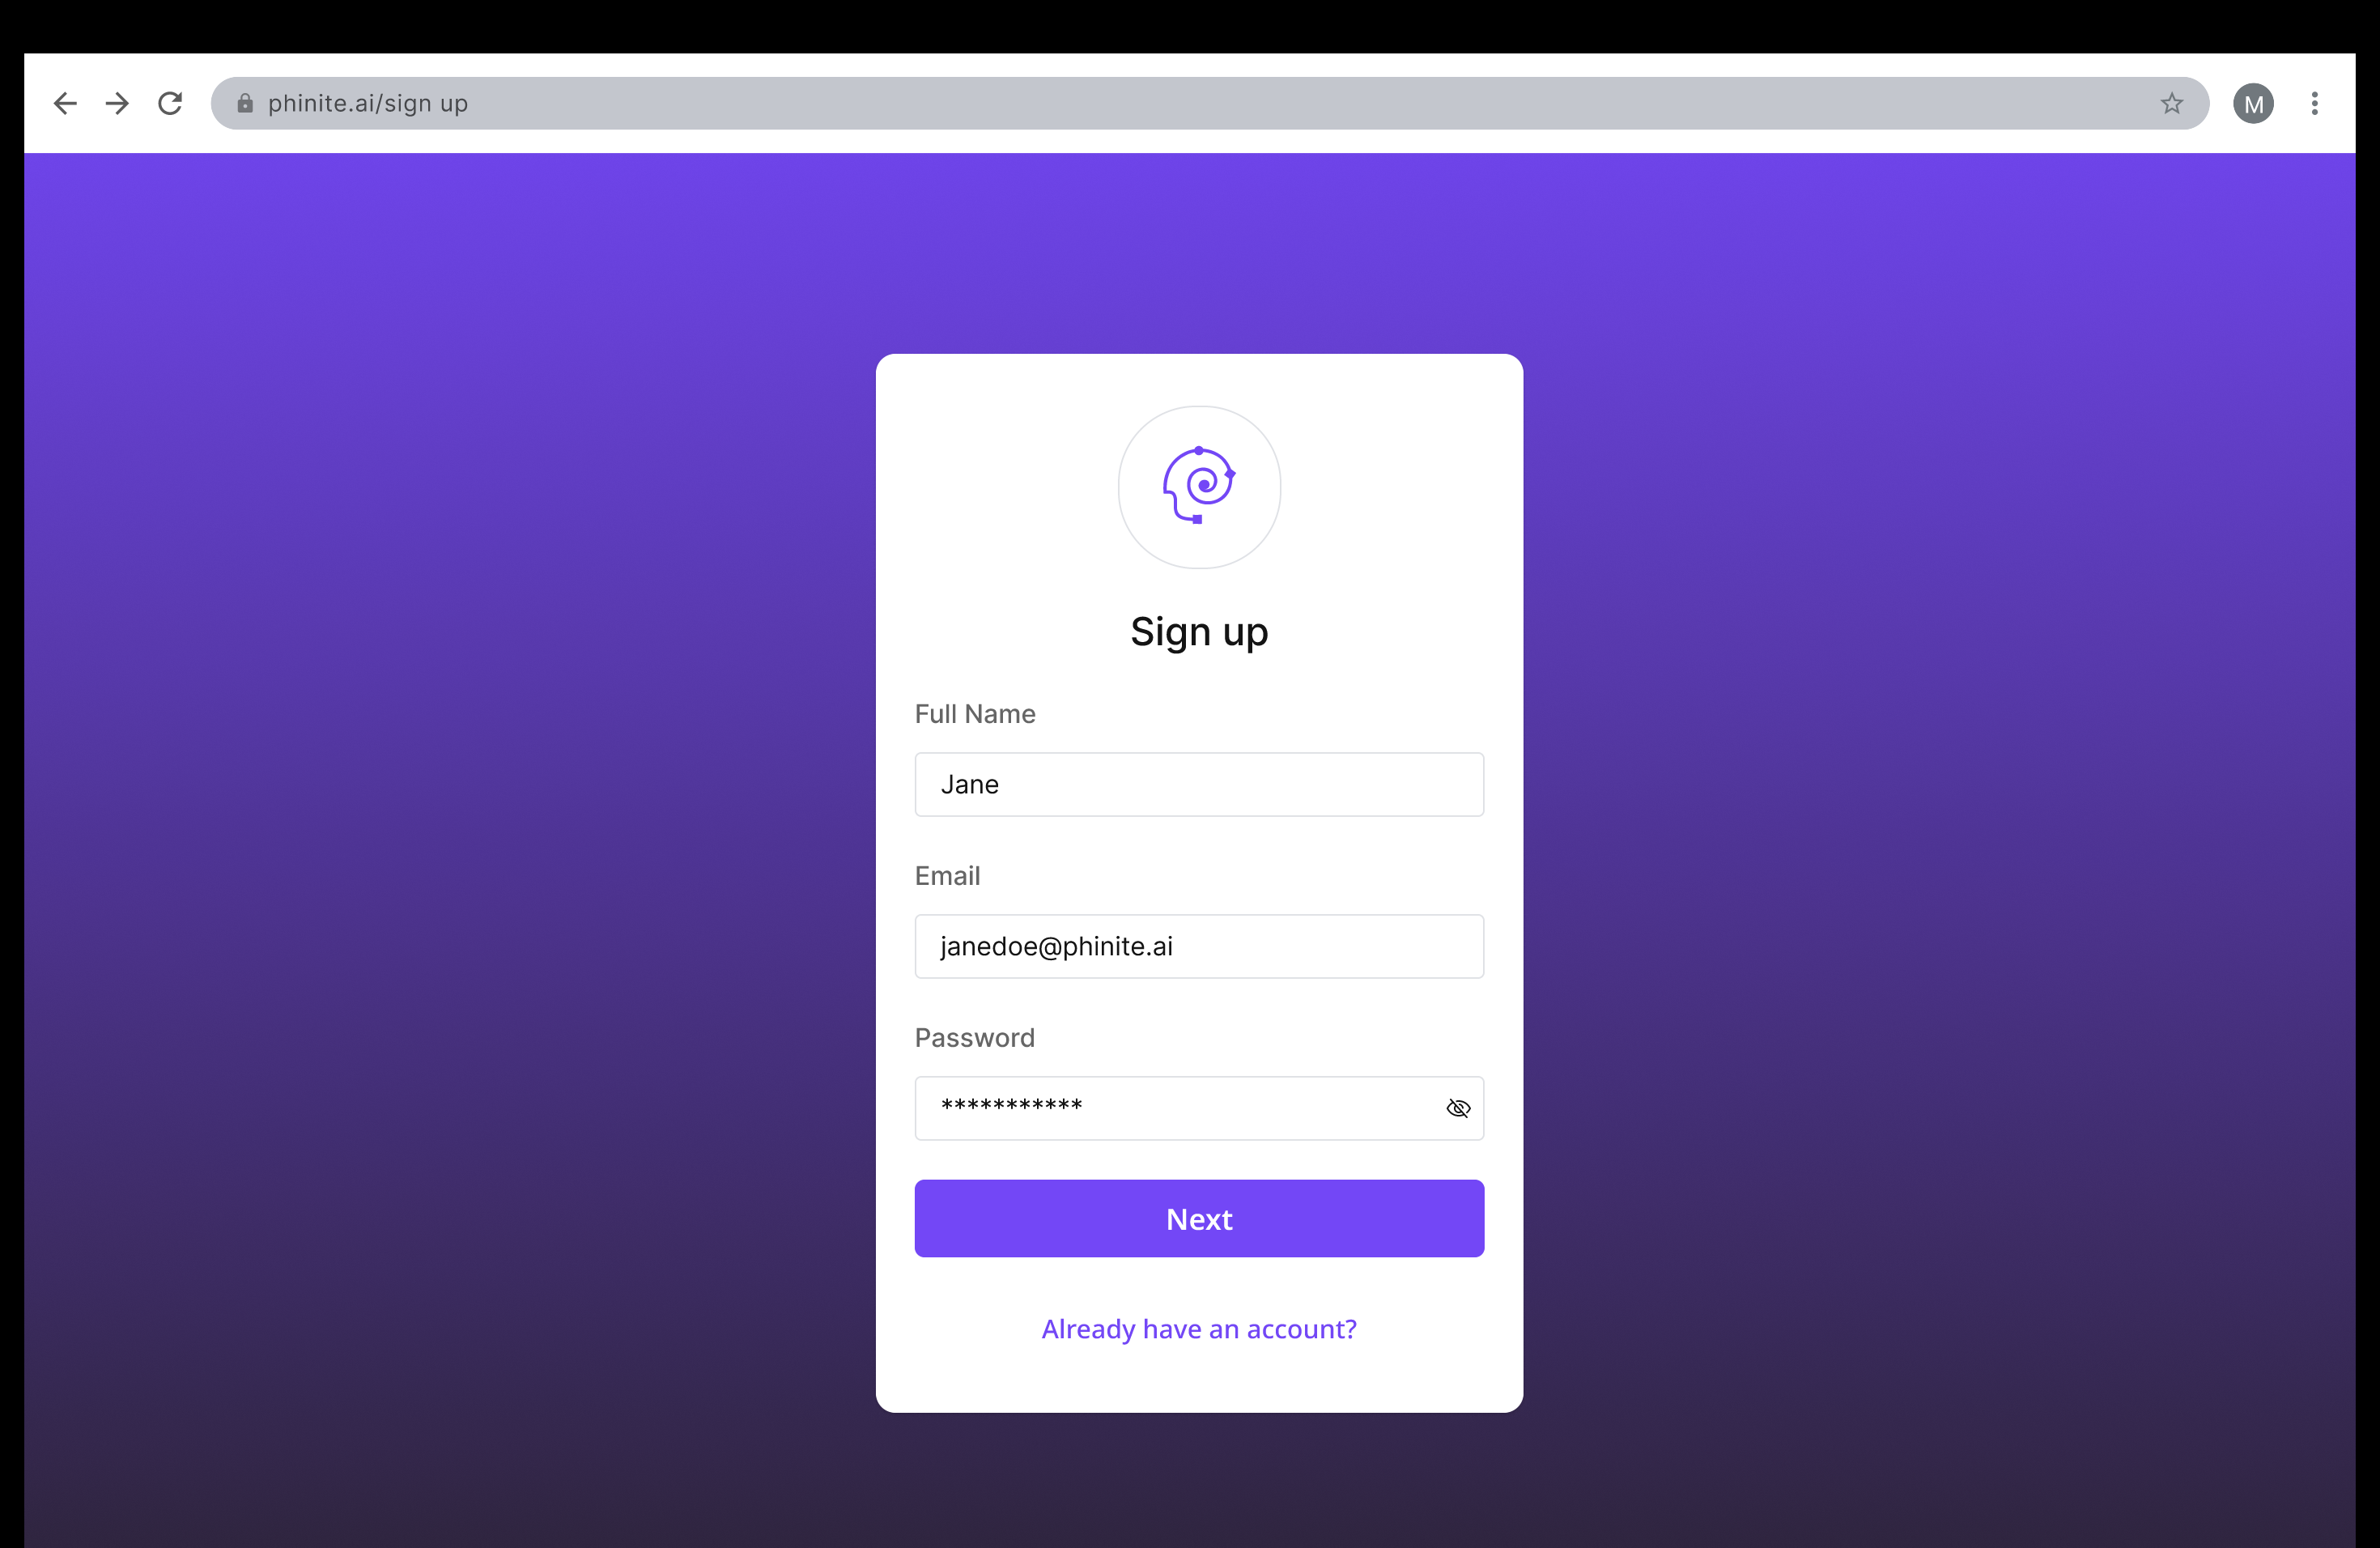 phinite.ai/sign up
M
Sign up
Full Name
Jane
Email
janedoe@phinite.ai
Password
***********
Next
Already have an account?